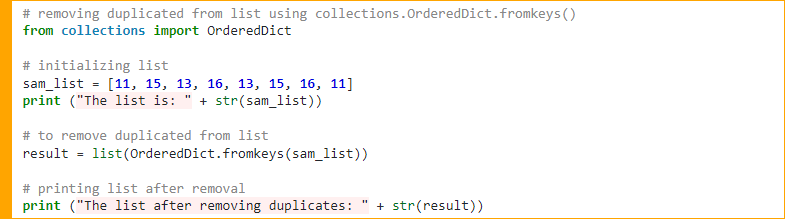 # removing duplicated from list using collections.OrderedDict.fromkeys()
from collections import OrderedDict
# initializing list
sam_list = [11, 15, 13, 16, 13, 15, 16, 11]
print ("The list is: " + str(sam_list))
# to remove duplicated from list
result = list(OrderedDict.fromkeys(sam_list))
# printing list after removal
print ("The list after removing duplicates: " + str(result))